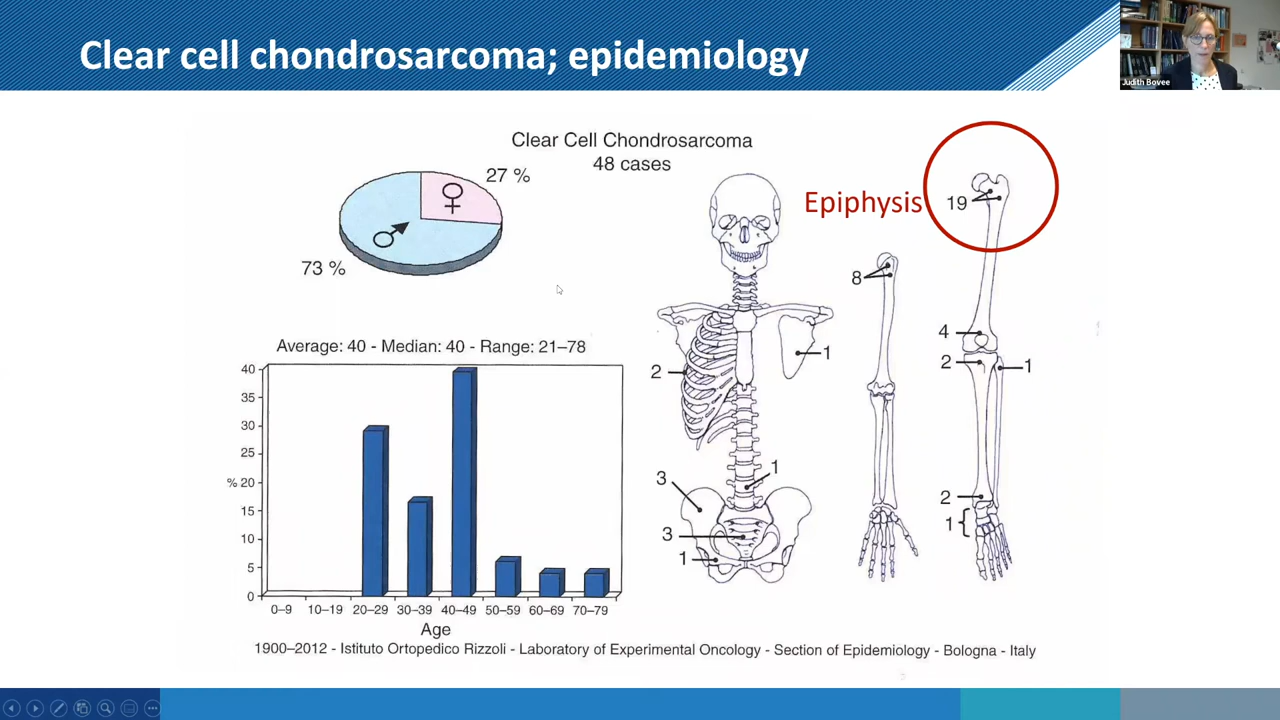 Clear cell chondrosarcoma; epidemiology
Judith Bovee
Clear Cell Chondrosarcoma
48 cases
27 %
73 %
Epiphysis
19
8
4
2
1
2
1
1
2
3
1
3
1
Average: 40 - Median: 40 - Range: 21–78
40
35
30
25
% 20
15
10
5
0
0–9 10–19 20–29 30–39 40–49 50–59 60–69 70–79
Age
1900–2012 - Istituto Ortopedico Rizzoli - Laboratory of Experimental Oncology - Section of Epidemiology - Bologna - Italy